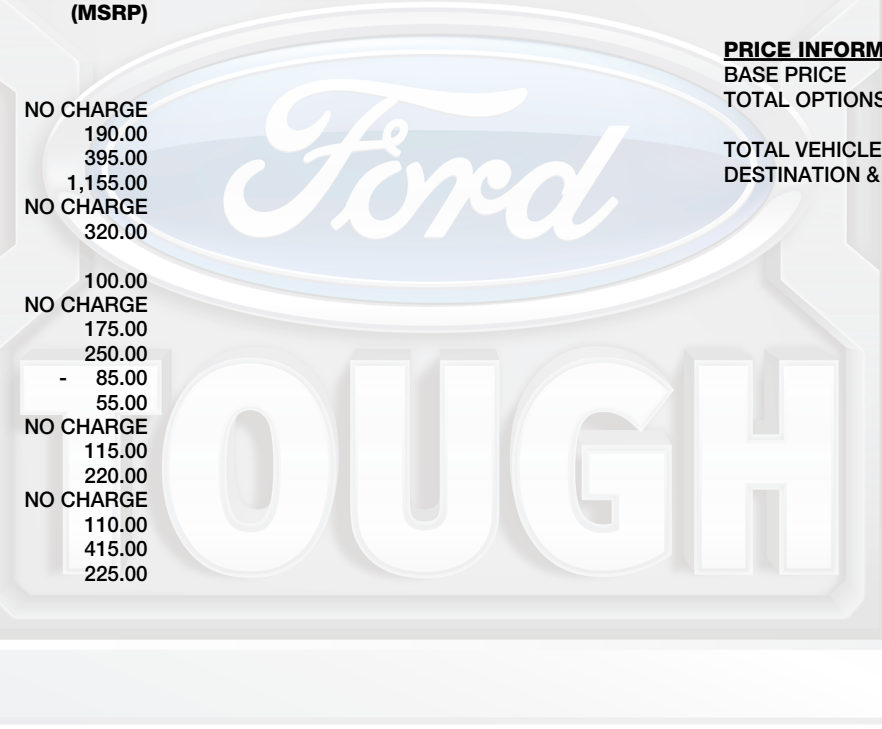 (MSRP)
NO CHARGE
190.00
395.00
1,155.00
NO CHARGE
320.00
100.00
NO CHARGE
175.00
250.00
- 85.00
55.00
NO CHARGE
115.00
220.00
NO CHARGE
110.00
415.00
225.00
PRICE INFORM
BASE PRICE
TOTAL OPTIONS
TOTAL VEHICLE
DESTINATION &
Ford
TOUGH